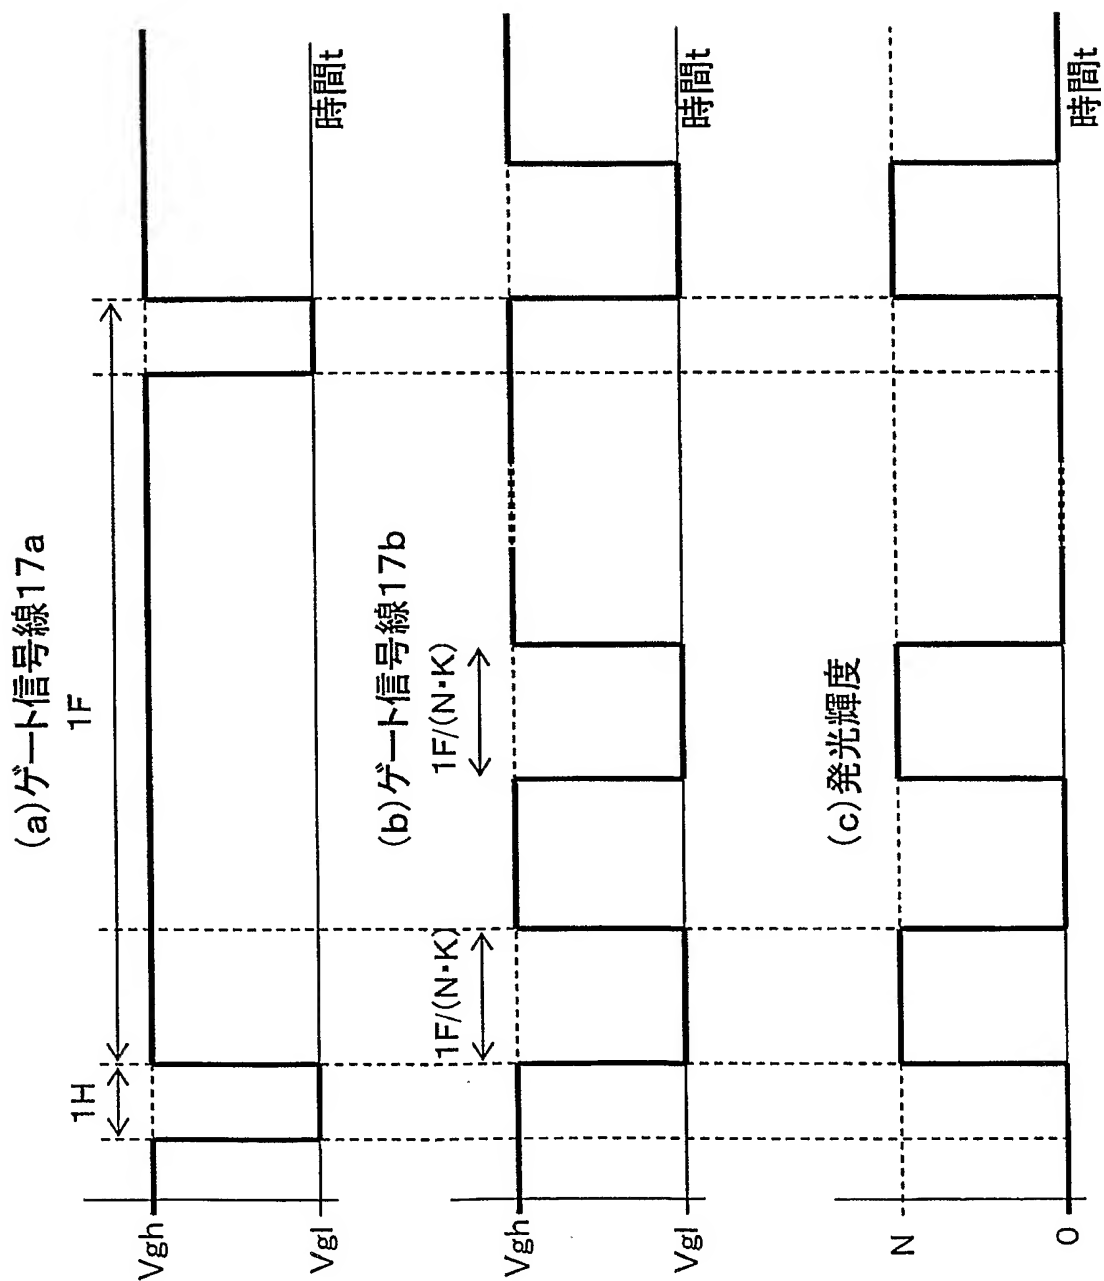 (a)ゲート信号線17a
1F
1H
Vgh
Vgl
時間t
(b)ゲート信号線17b
1F/(N・K)
1F/(N・K)
Vgh
Vgl
時間t
(c)発光輝度
N
0
時間t